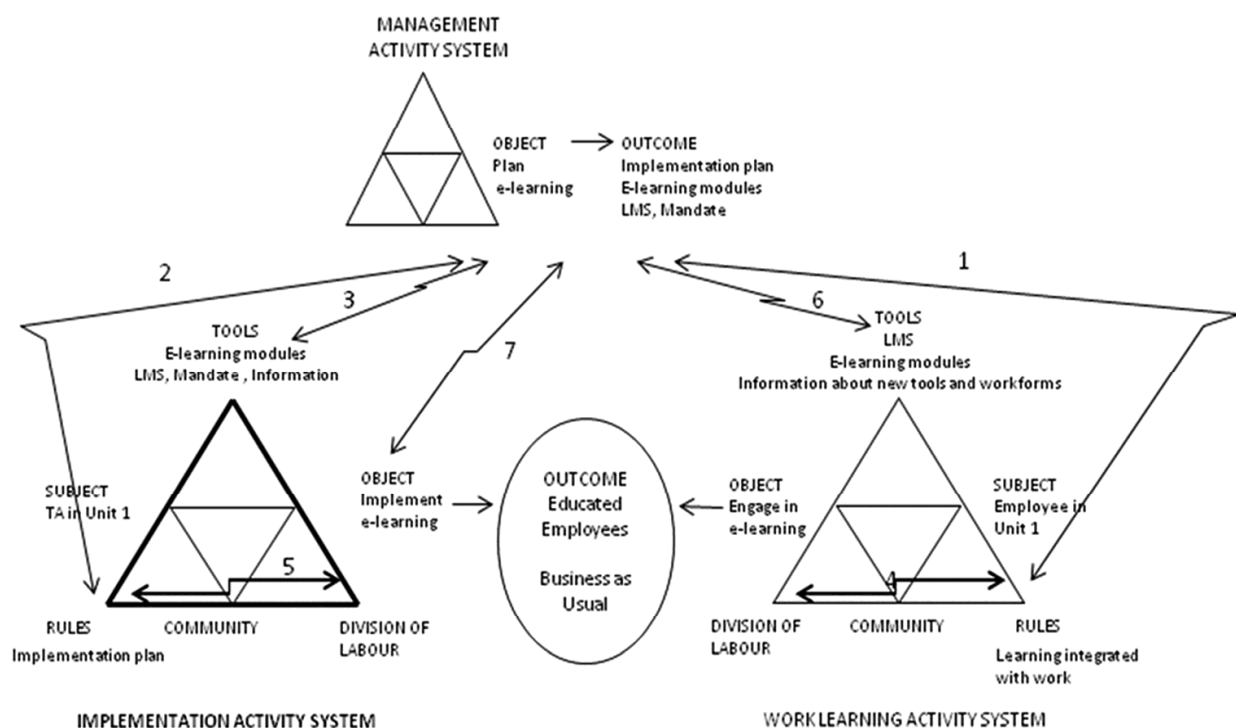 MANAGEMENT
ACTIVITY SYSTEM
OBJECT
Plan
e-learning
OUTCOME
Implementation plan
E-learning modules
LMS, Mandate
2
1
3
6
7
TOOLS
E-learning modules
LMS, Mandate , Information
TOOLS
LMS
E-learning modules
Information about new tools and workforms
SUBJECT
TA in Unit 1
OBJECT
Implement
e-learning
OUTCOME
Educated
Employees
Business as
Usual
OBJECT
Engage in
e-learning
SUBJECT
Employee in
Unit 1
5
4
RULES
Implementation plan
COMMUNITY
DIVISION OF
LABOUR
DIVISION OF
LABOUR
COMMUNITY
RULES
Learning integrated
with work
IMPLEMENTATION ACTIVITY SYSTEM
WORK LEARNING ACTIVITY SYSTEM